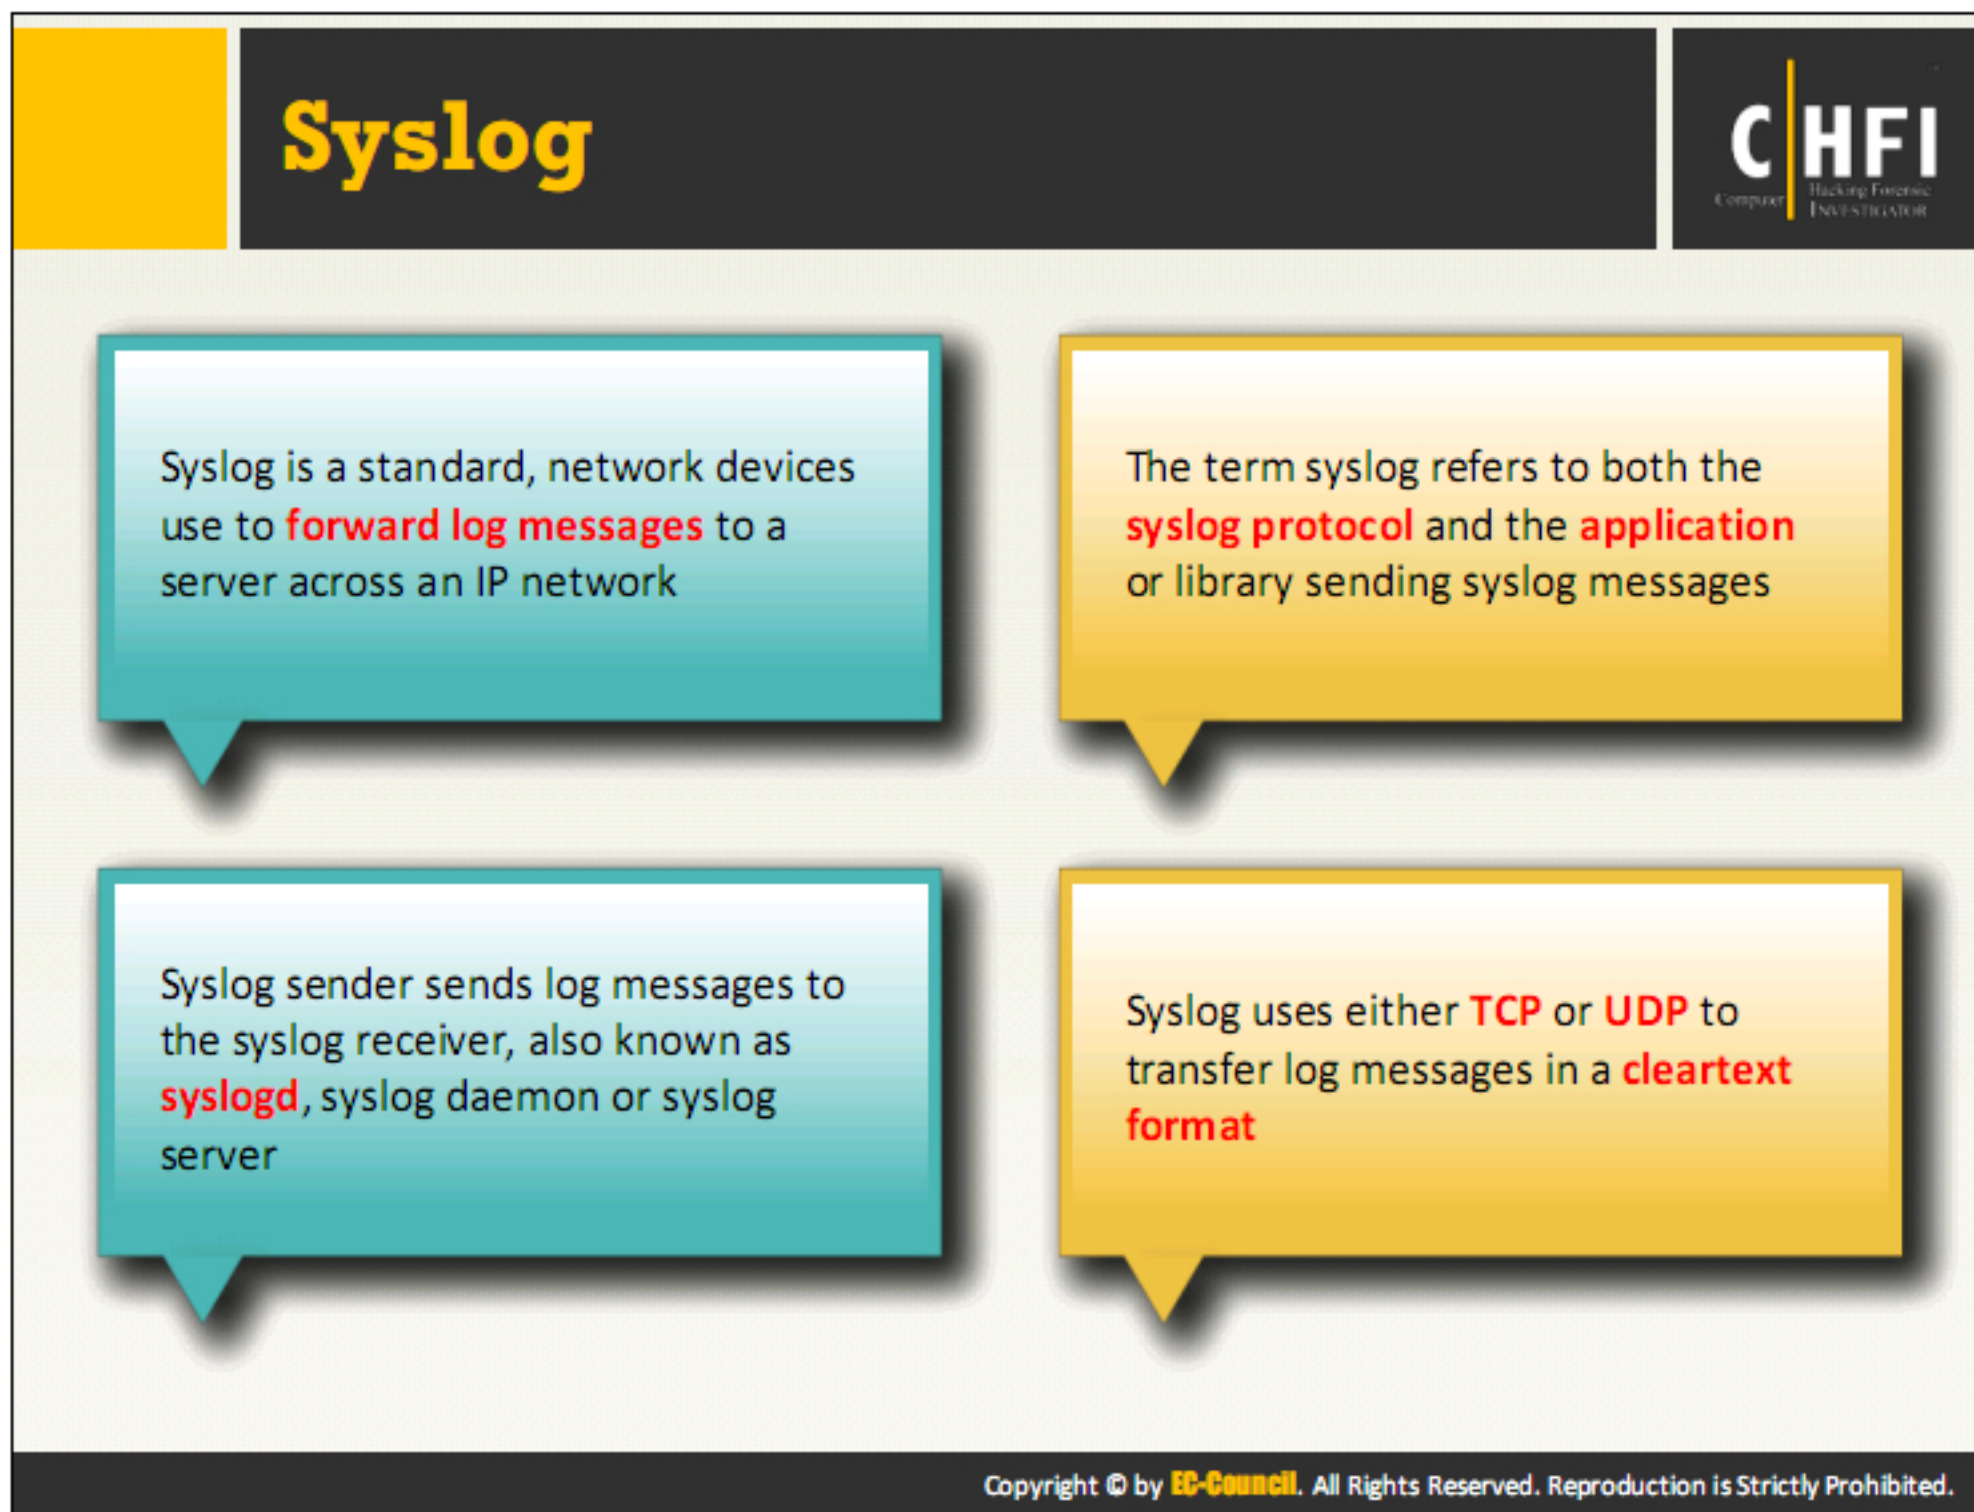 Syslog
C HFI
Computer
Hacking Forensic
INVESTIGATOR
Syslog is a standard, network devices
use to forward log messages to a
server across an IP network
The term syslog refers to both the
syslog protocol and the application
or library sending syslog messages
Syslog sender sends log messages to
the syslog receiver, also known as
syslogd, syslog daemon or syslog
server
Syslog uses either TCP or UDP to
transfer log messages in a cleartext
format
Copyright © by EC-Council. All Rights Reserved. Reproduction is Strictly Prohibited.